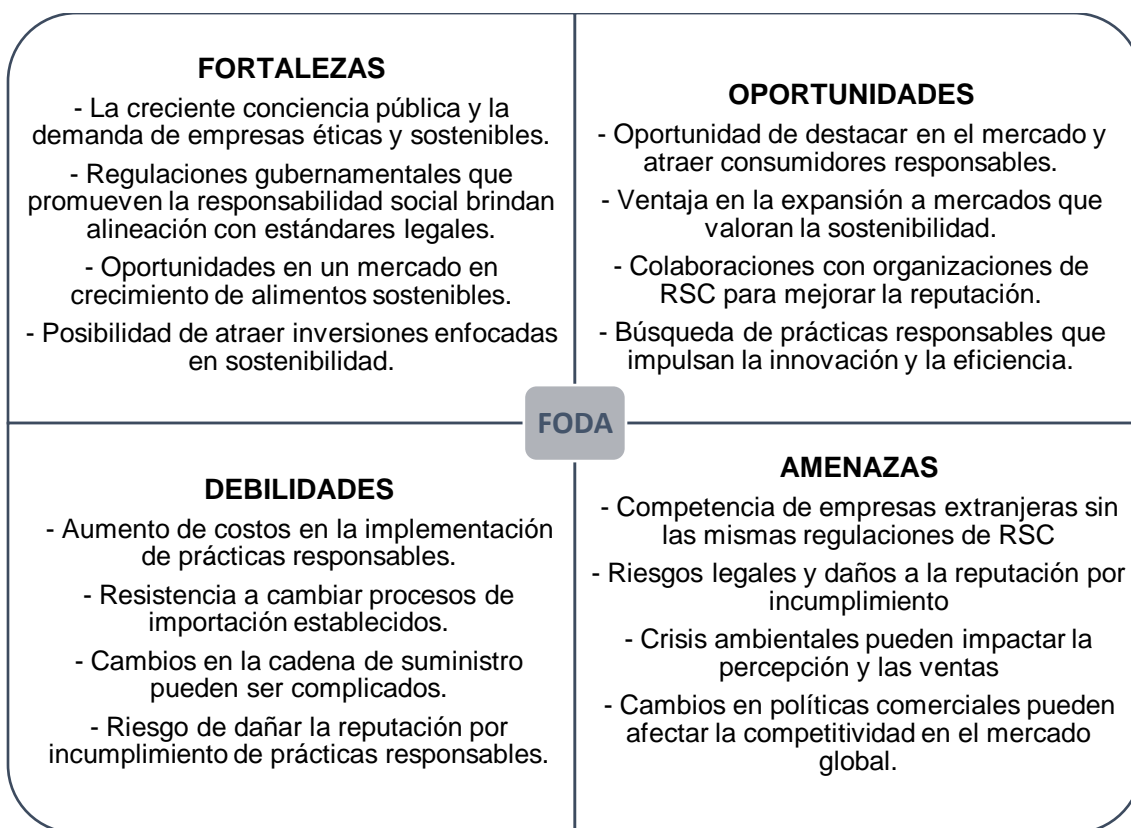 FORTALEZAS
- La creciente conciencia pública y la
demanda de empresas éticas y sostenibles.
- Regulaciones gubernamentales que
promueven la responsabilidad social brindan
alineación con estándares legales.
- Oportunidades en un mercado en
crecimiento de alimentos sostenibles.
- Posibilidad de atraer inversiones enfocadas
en sostenibilidad.
OPORTUNIDADES
- Oportunidad de destacar en el mercado y
atraer consumidores responsables.
- Ventaja en la expansión a mercados que
valoran la sostenibilidad.
- Colaboraciones con organizaciones de
RSC para mejorar la reputación.
- Búsqueda de prácticas responsables que
impulsan la innovación y la eficiencia.
FODA
DEBILIDADES
- Aumento de costos en la implementación
de prácticas responsables.
- Resistencia a cambiar procesos de
importación establecidos.
- Cambios en la cadena de suministro
pueden ser complicados.
- Riesgo de dañar la reputación por
incumplimiento de prácticas responsables.
AMENAZAS
- Competencia de empresas extranjeras sin
las mismas regulaciones de RSC
- Riesgos legales y daños a la reputación por
incumplimiento
- Crisis ambientales pueden impactar la
percepción y las ventas
- Cambios en políticas comerciales pueden
afectar la competitividad en el mercado
global.